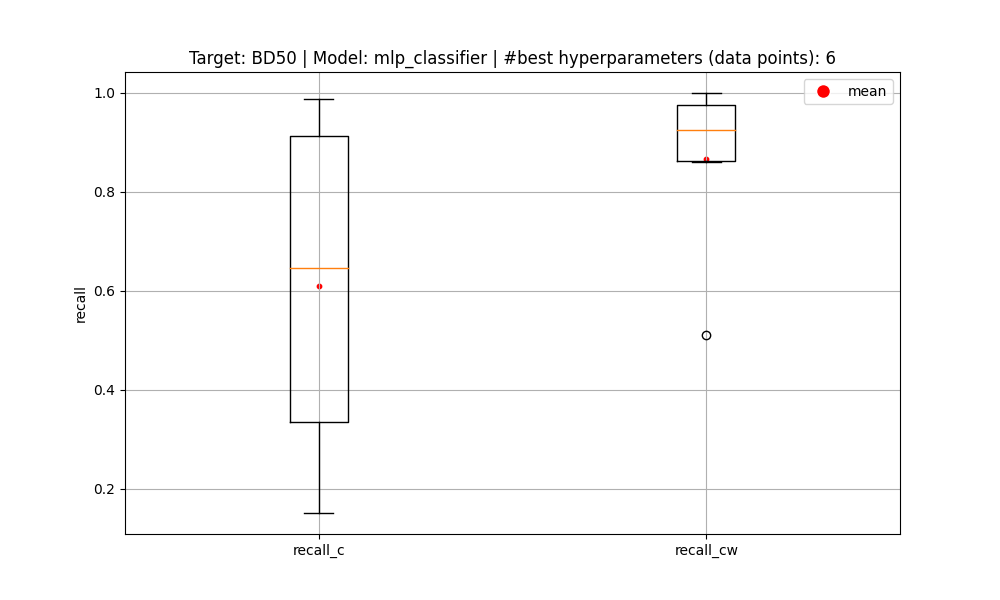 Target: BD50 | Model: mlp_classifier | #best hyperparameters (data points): 6
mean
1.0
0.8
0.6
0.4
0.2
recall
recall_c
recall_cw